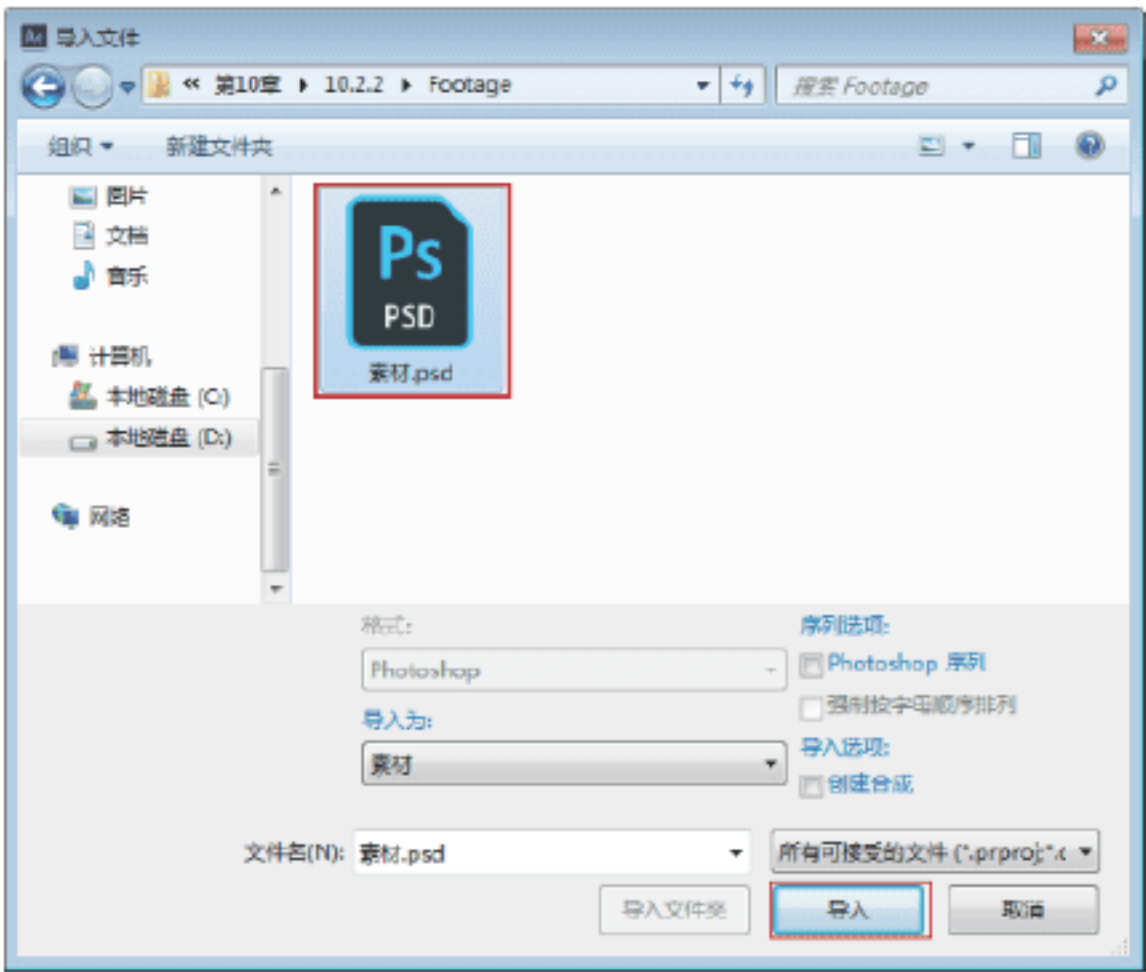 Ae 导入文件
« 第10章 ▸ 10.2.2 ▸ Footage
搜索 Footage
组织
新建文件夹
图片
文档
音乐
计算机
本地磁盘 (C:)
本地磁盘 (D:)
网络
Ps
PSD
素材.psd
格式:
Photoshop
导入为:
素材
序列选项:
Photoshop 序列
强制按字母顺序排列
导入选项:
创建合成
文件名(N): 素材.psd
所有可接受的文件 (*.prproj;*.c
导入文件夹
导入
取消